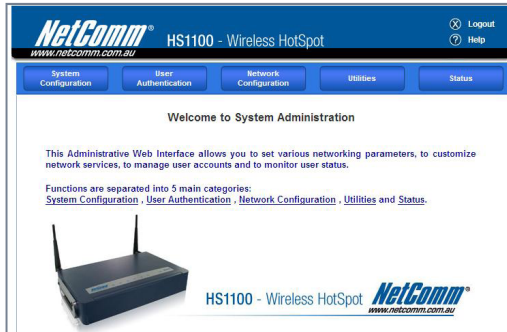 NetComm®
www.netcomm.com.au
HS1100 - Wireless HotSpot
Logout
Help
System Configuration
User Authentication
Network Configuration
Utilities
Status
Welcome to System Administration
This Administrative Web Interface allows you to set various networking parameters, to customize
network services, to manage user accounts and to monitor user status.
Functions are separated into 5 main categories:
System Configuration , User Authentication , Network Configuration , Utilities and Status.
HS1100 - Wireless HotSpot NetComm®
www.netcomm.com.au